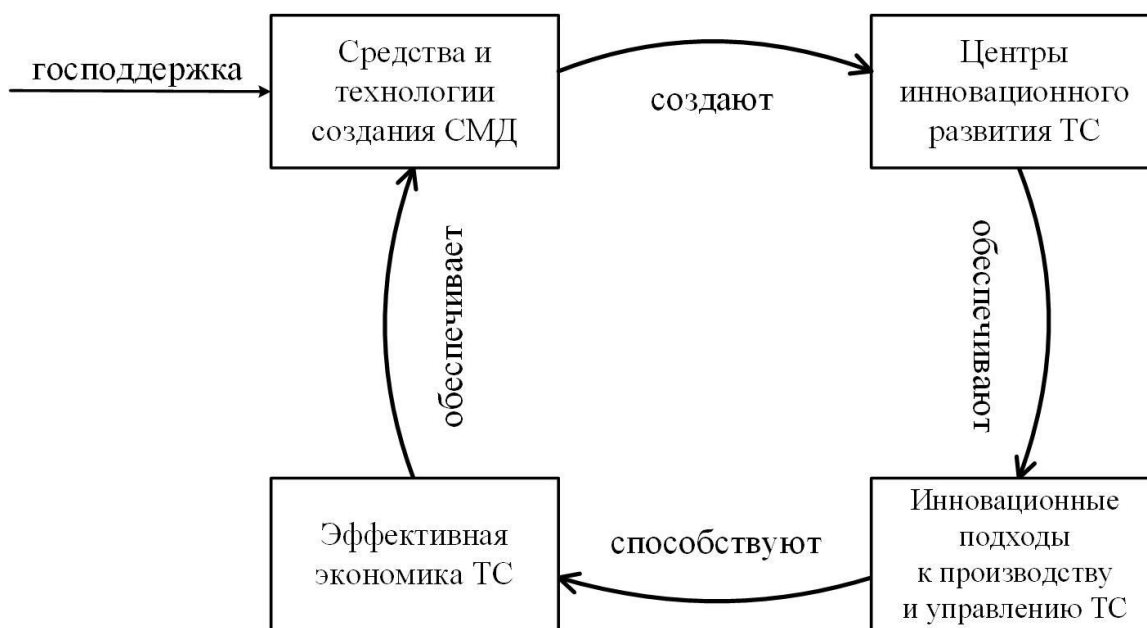 господдержка
Средства и
технологии
создания СМД
создают
Центры
инновационного
развития ТС
обеспечивают
Инновационные
подходы
к производству
и управлению ТС
способствуют
Эффективная
экономика ТС
обеспечивает